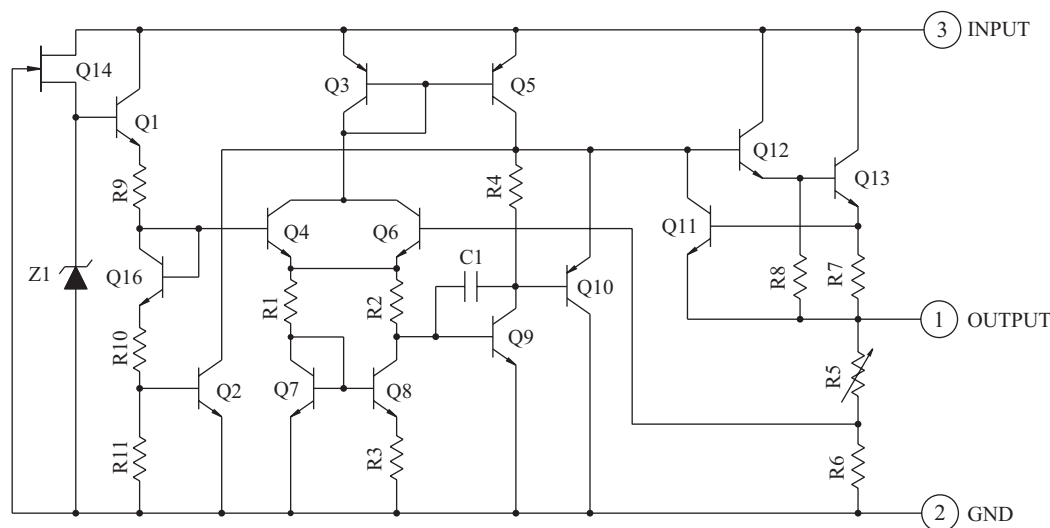 3 INPUT
Q14
Q1
Q3
Q5
Q12
Q13
R9
R4
Q4
Q6
Q11
Z1
Q16
R1
R2
C1
Q10
R8
R7
1 OUTPUT
R10
Q9
Q2
Q7
Q8
R5
R11
R3
R6
2 GND